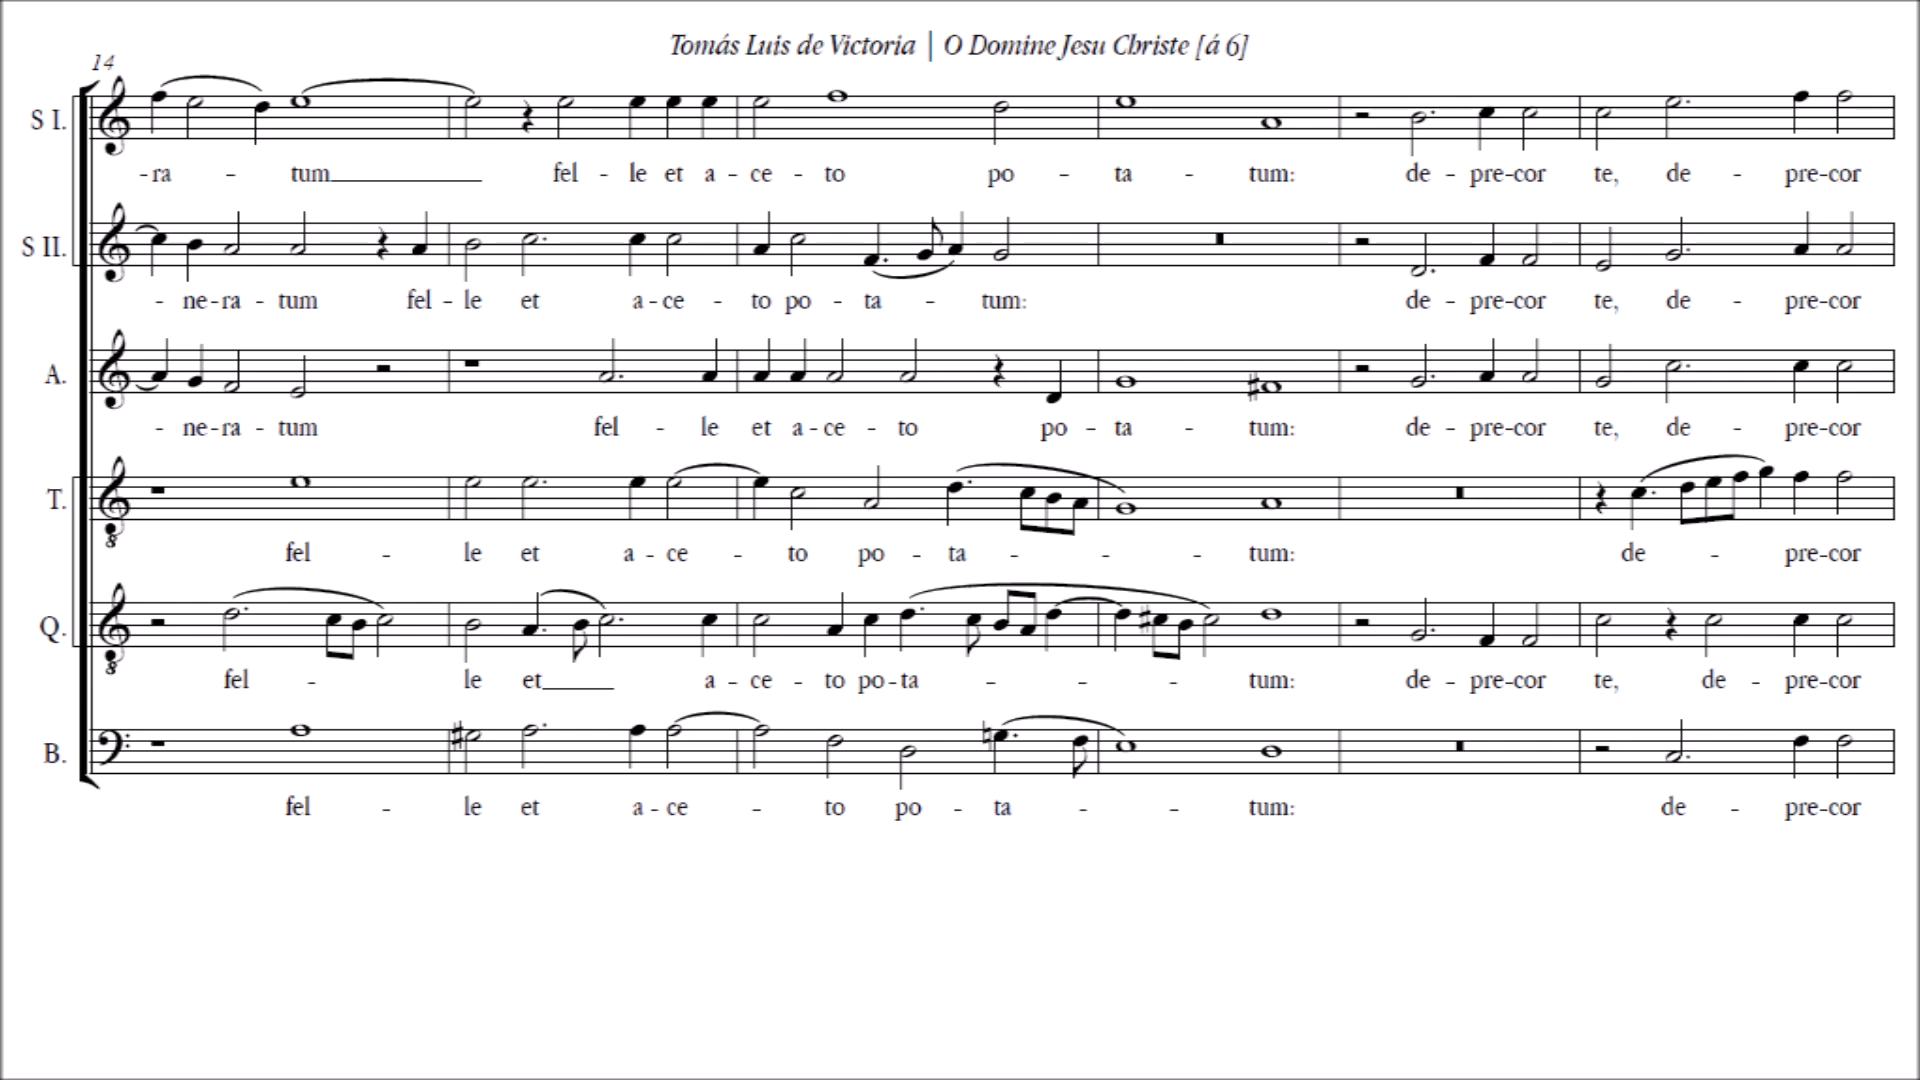 Tomás Luis de Victoria | O Domine Jesu Christe [á 6]
14
S I.
-ra - tum fel - le et a - ce - to po - ta - tum: de - pre-cor te, de - pre-cor
S II.
- ne-ra - tum fel - le et a - ce - to po - ta - tum: de - pre-cor te, de - pre-cor
A.
- ne-ra - tum fel - le et a - ce - to po - ta - tum: de - pre-cor te, de - pre-cor
T.
8
fel - le et a - ce - to po - ta - - - tum: de - pre-cor
Q.
8
fel - le et a - ce - to po-ta - - - tum: de - pre-cor te, de - pre-cor
B.
fel - le et a - ce - to po - ta - - tum: de - pre-cor